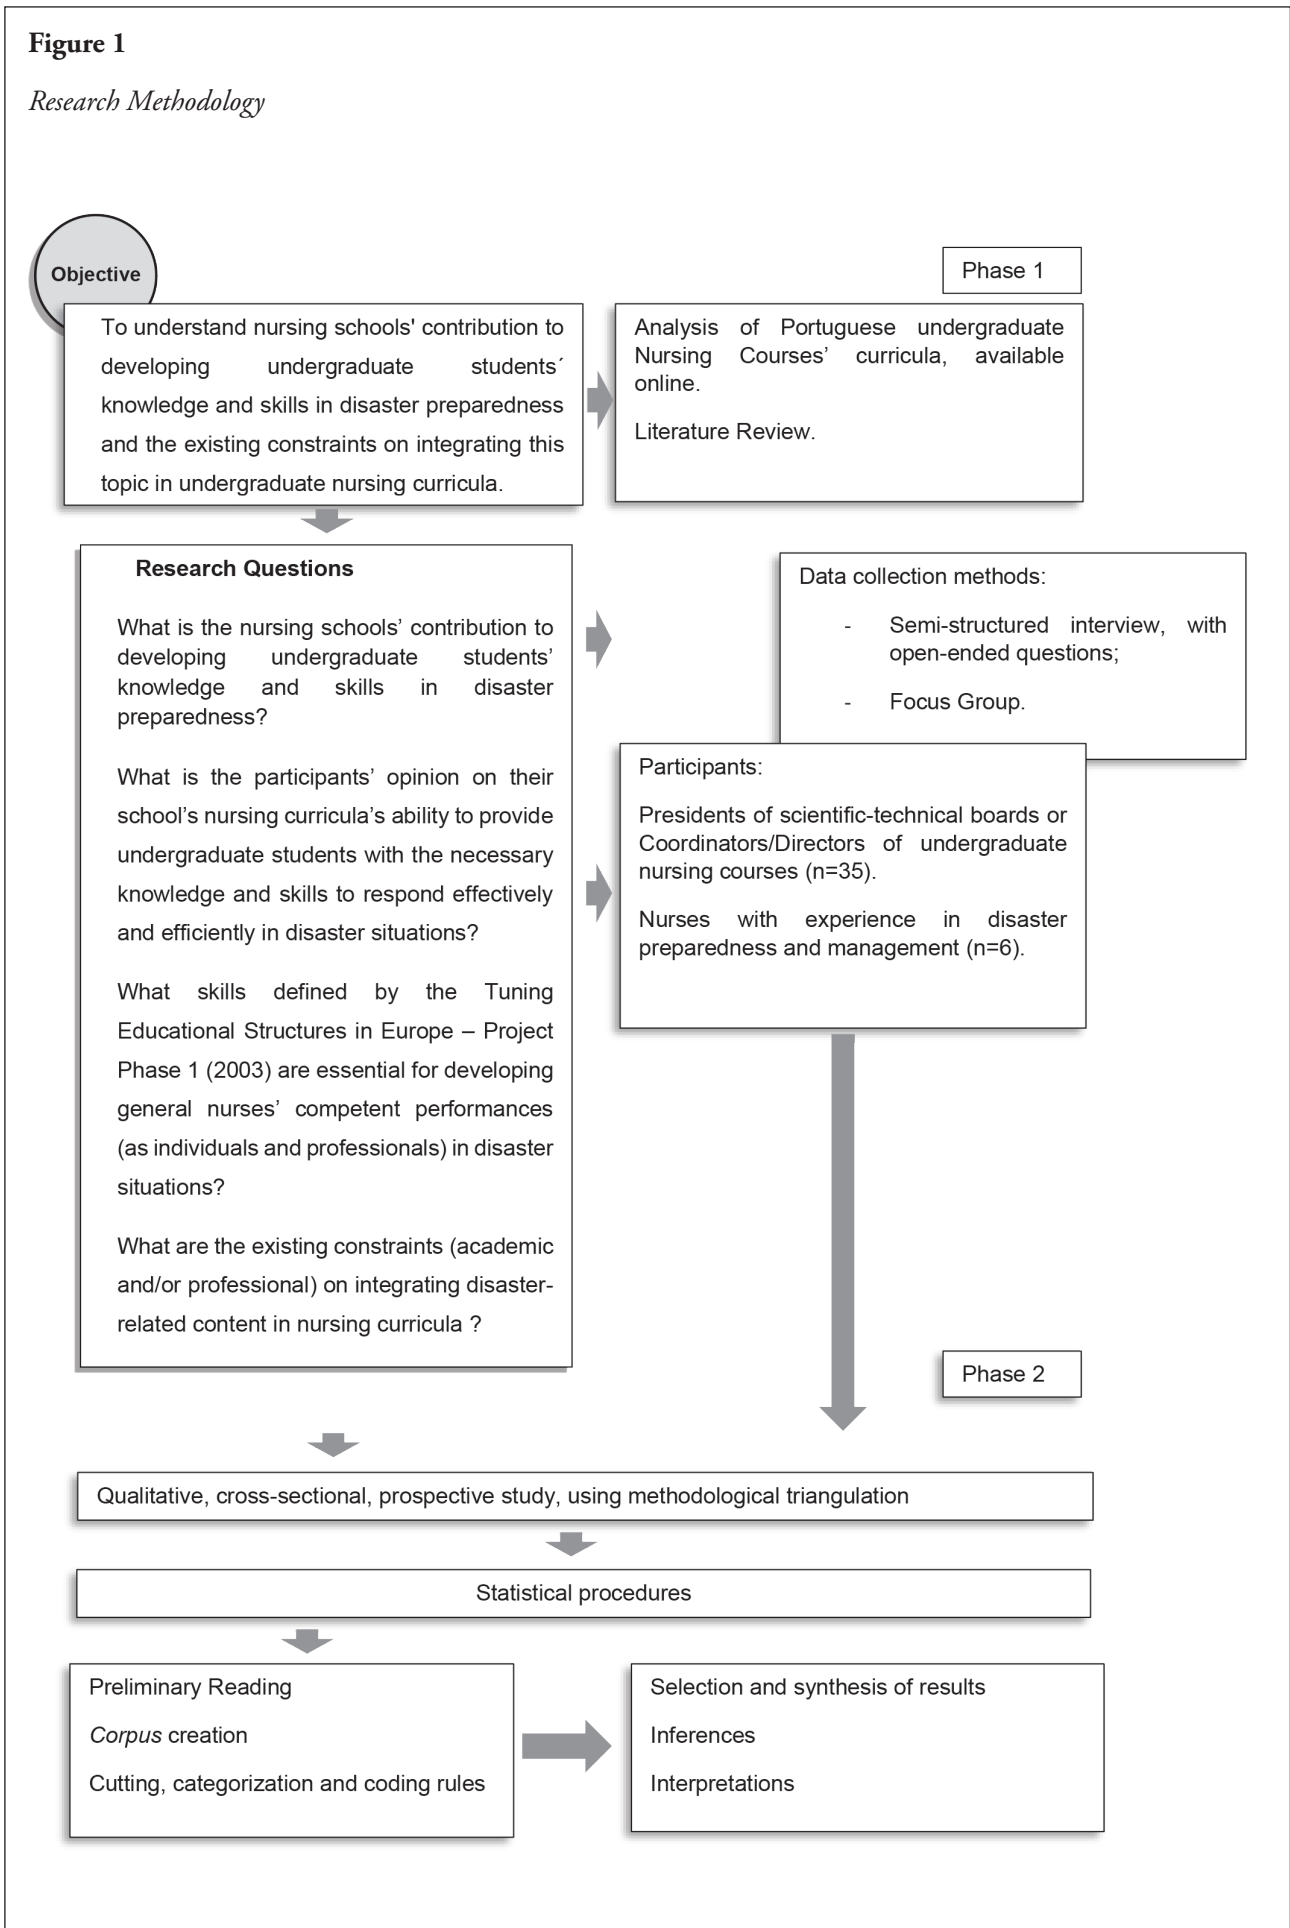 Figure 1
Research Methodology
Objective
To understand nursing schools' contribution to
developing undergraduate students´
knowledge and skills in disaster preparedness
and the existing constraints on integrating this
topic in undergraduate nursing curricula.
Phase 1
Analysis of Portuguese undergraduate
Nursing Courses’ curricula, available
online.
Literature Review.
Research Questions
What is the nursing schools’ contribution to
developing undergraduate students’
knowledge and skills in disaster
preparedness?
What is the participants’ opinion on their
school’s nursing curricula’s ability to provide
undergraduate students with the necessary
knowledge and skills to respond effectively
and efficiently in disaster situations?
What skills defined by the Tuning
Educational Structures in Europe – Project
Phase 1 (2003) are essential for developing
general nurses’ competent performances
(as individuals and professionals) in disaster
situations?
What are the existing constraints (academic
and/or professional) on integrating disaster-
related content in nursing curricula ?
Data collection methods:
- Semi-structured interview, with
open-ended questions;
- Focus Group.
Participants:
Presidents of scientific-technical boards or
Coordinators/Directors of undergraduate
nursing courses (n=35).
Nurses with experience in disaster
preparedness and management (n=6).
Phase 2
Qualitative, cross-sectional, prospective study, using methodological triangulation
Statistical procedures
Preliminary Reading
Corpus creation
Cutting, categorization and coding rules
Selection and synthesis of results
Inferences
Interpretations